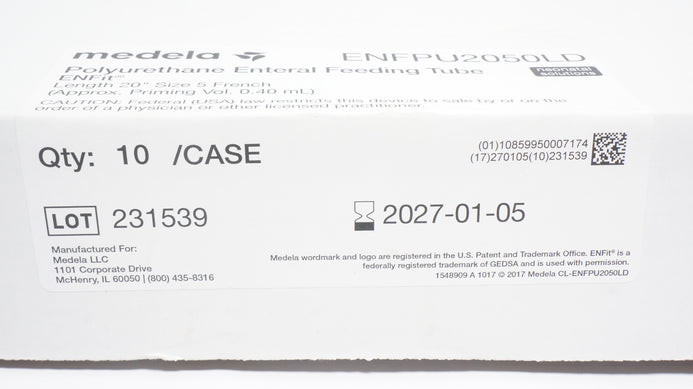 medela
ENFPU2050LD
Polyurethane Enteral Feeding Tube
neonatal
solutions
ENFit®
Length 20" Size 5 French
(Approx. Priming Vol. 0.40 mL)
CAUTION: Federal (USA) law restricts this device to sale by or on the
order of a physician or other licensed practitioner.
Qty: 10 /CASE
(01)10859950007174
(17)270105(10)231539
LOT 231539
2027-01-05
Manufactured For:
Medela LLC
1101 Corporate Drive
McHenry, IL 60050 | (800) 435-8316
Medela wordmark and logo are registered in the U.S. Patent and Trademark Office. ENFit® is a
federally registered trademark of GEDSA and is used with permission.
1548909 A 1017 © 2017 Medela CL-ENFPU2050LD